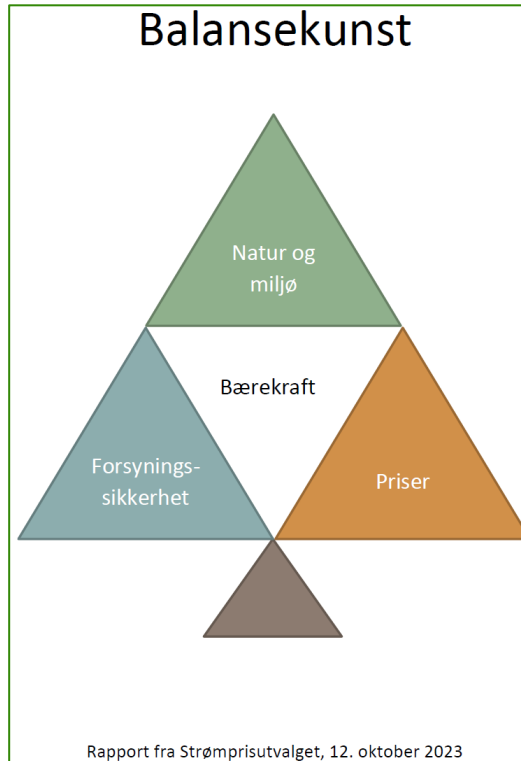 Balansekunst
Natur og
miljø
Bærekraft
Forsynings-
sikkerhet
Priser
Rapport fra Strømprisutvalget, 12. oktober 2023